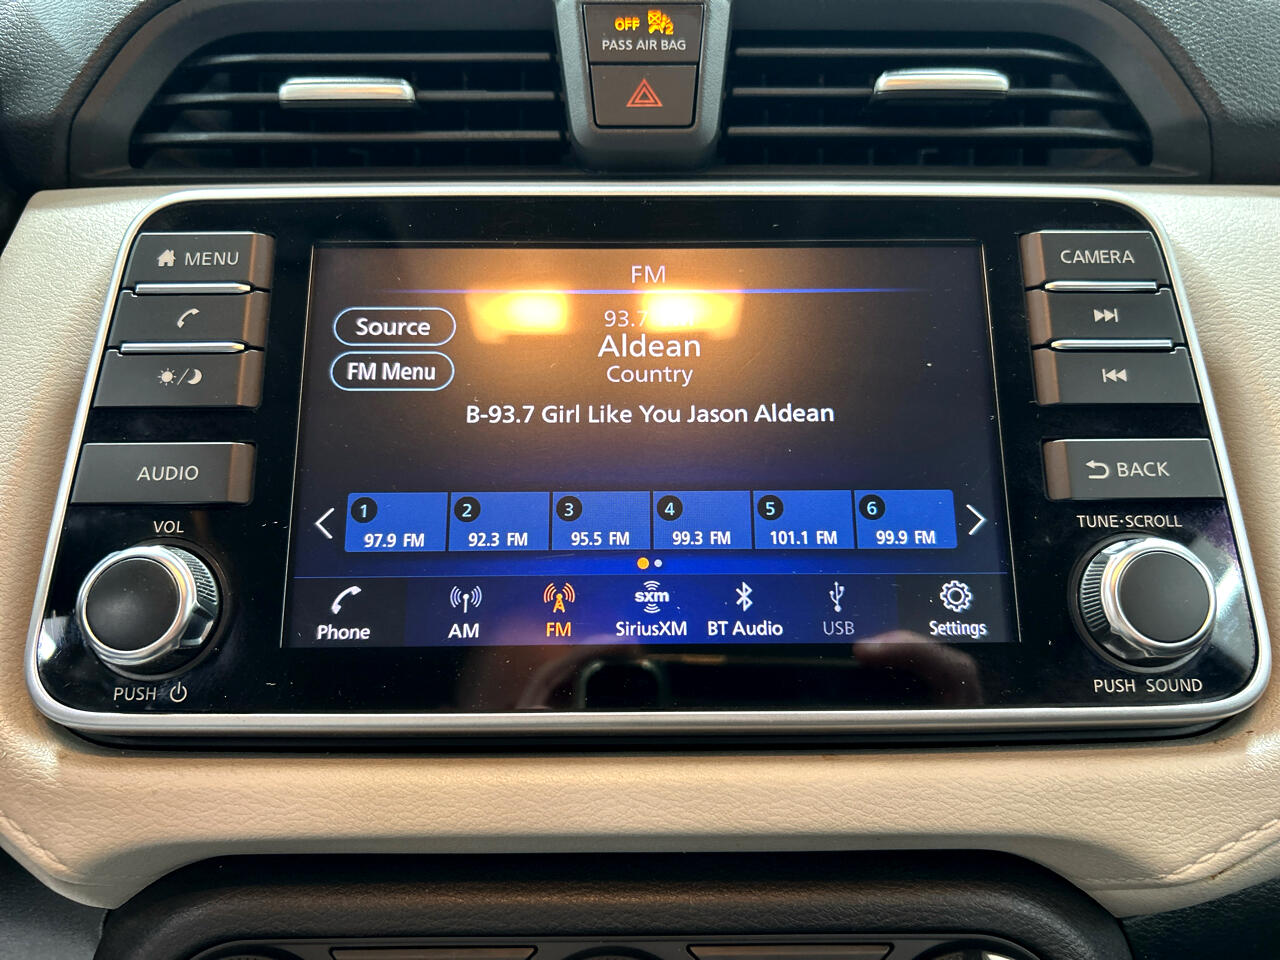 OFF 2
PASS AIR BAG
MENU
CAMERA
AUDIO
BACK
VOL
TUNE·SCROLL
PUSH
PUSH SOUND
FM
Source
FM Menu
93.7
Aldean
Country
B-93.7 Girl Like You Jason Aldean
1 2 3 4 5 6
97.9 FM 92.3 FM 95.5 FM 99.3 FM 101.1 FM 99.9 FM
sxm
Phone AM FM SiriusXM BT Audio USB Settings